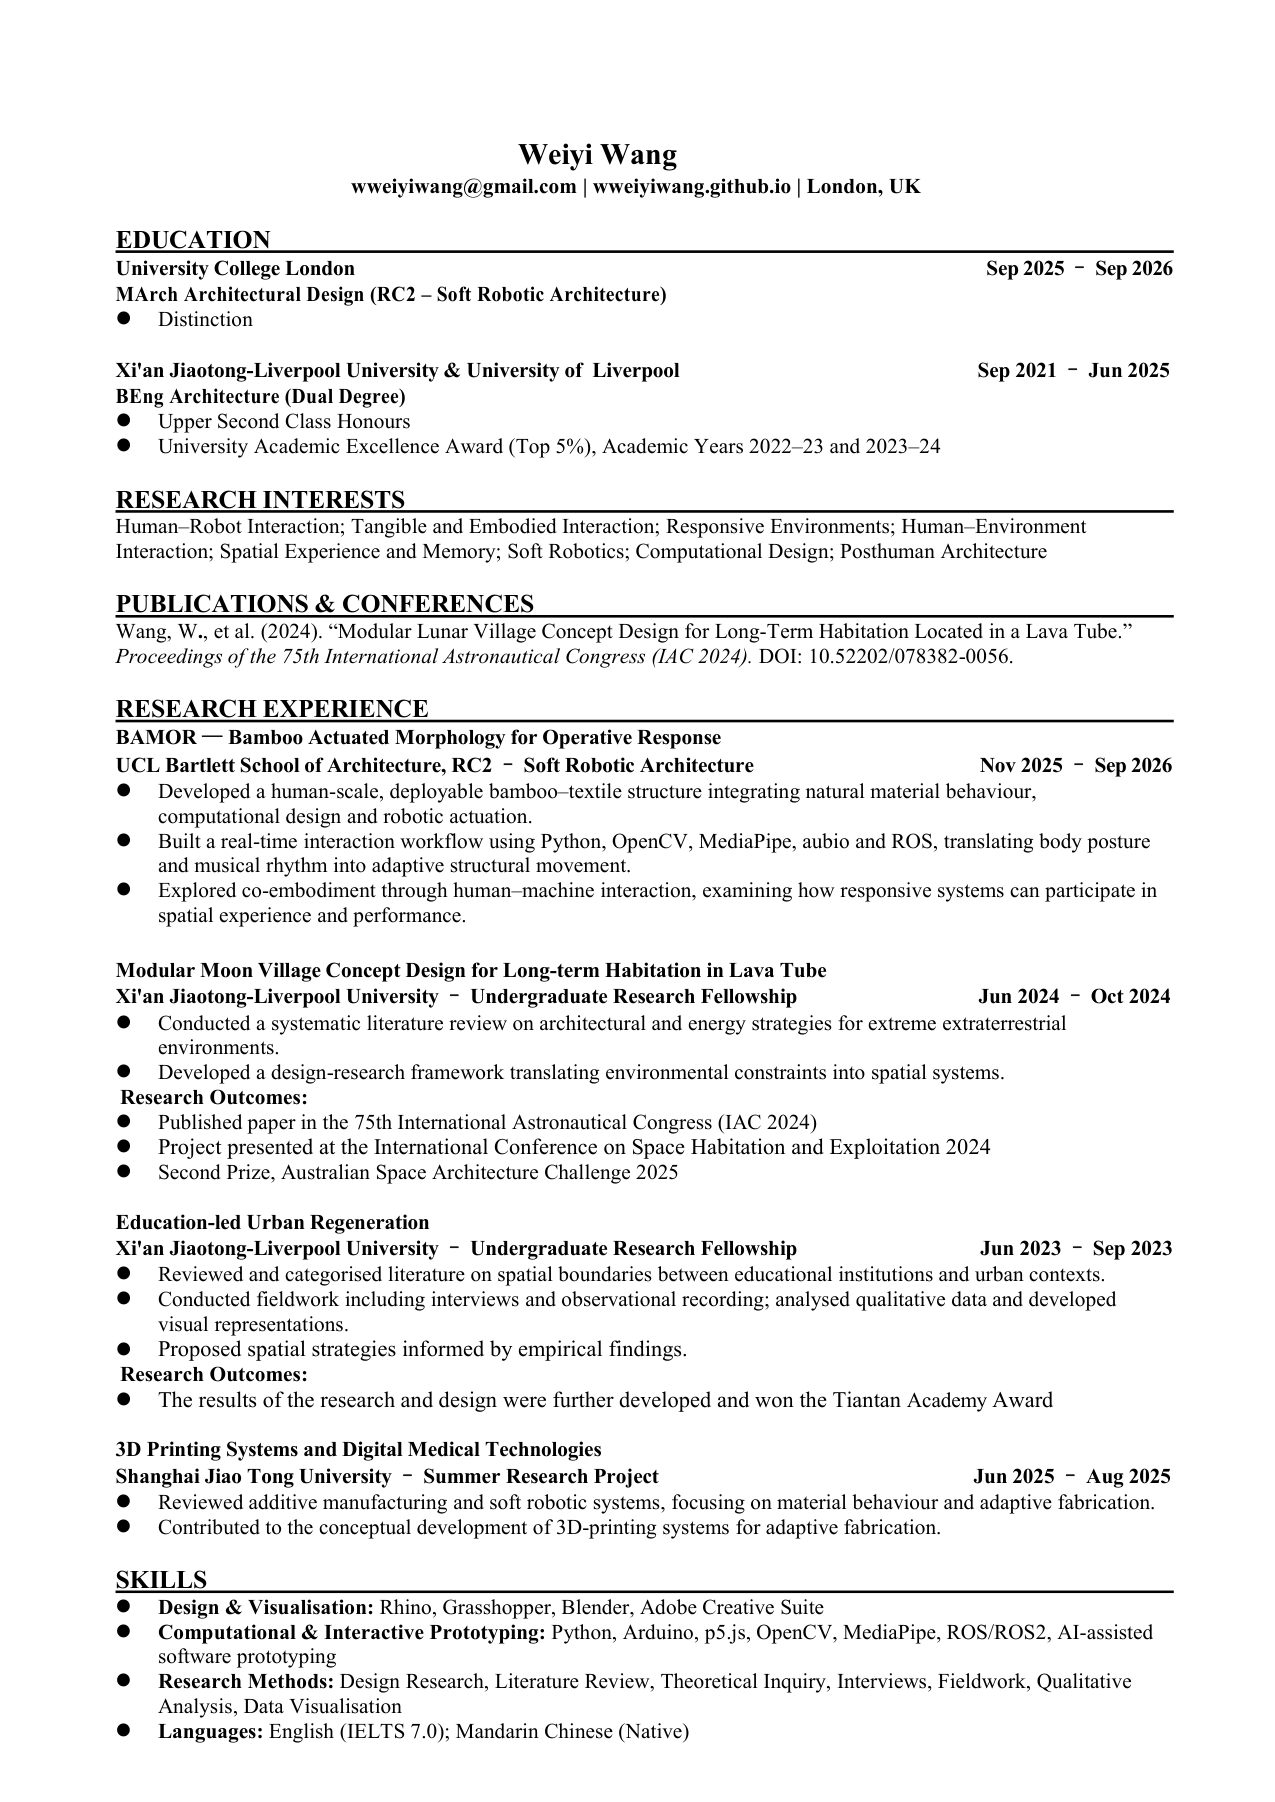 Weiyi Wang
wweiyiwang@gmail.com | wweiyiwang.github.io | London, UK
EDUCATION
University College London Sep 2025 – Sep 2026
MArch Architectural Design (RC2 – Soft Robotic Architecture)
● Distinction
Xi'an Jiaotong-Liverpool University & University of Liverpool Sep 2021 – Jun 2025
BEng Architecture (Dual Degree)
● Upper Second Class Honours
● University Academic Excellence Award (Top 5%), Academic Years 2022–23 and 2023–24
RESEARCH INTERESTS
Human–Robot Interaction; Tangible and Embodied Interaction; Responsive Environments; Human–Environment
Interaction; Spatial Experience and Memory; Soft Robotics; Computational Design; Posthuman Architecture
PUBLICATIONS & CONFERENCES
Wang, W., et al. (2024). “Modular Lunar Village Concept Design for Long-Term Habitation Located in a Lava Tube.”
Proceedings of the 75th International Astronautical Congress (IAC 2024). DOI: 10.52202/078382-0056.
RESEARCH EXPERIENCE
BAMOR — Bamboo Actuated Morphology for Operative Response
UCL Bartlett School of Architecture, RC2 – Soft Robotic Architecture Nov 2025 – Sep 2026
● Developed a human-scale, deployable bamboo–textile structure integrating natural material behaviour,
computational design and robotic actuation.
● Built a real-time interaction workflow using Python, OpenCV, MediaPipe, aubio and ROS, translating body posture
and musical rhythm into adaptive structural movement.
● Explored co-embodiment through human–machine interaction, examining how responsive systems can participate in
spatial experience and performance.
Modular Moon Village Concept Design for Long-term Habitation in Lava Tube
Xi'an Jiaotong-Liverpool University – Undergraduate Research Fellowship Jun 2024 – Oct 2024
● Conducted a systematic literature review on architectural and energy strategies for extreme extraterrestrial
environments.
● Developed a design-research framework translating environmental constraints into spatial systems.
Research Outcomes:
● Published paper in the 75th International Astronautical Congress (IAC 2024)
● Project presented at the International Conference on Space Habitation and Exploitation 2024
● Second Prize, Australian Space Architecture Challenge 2025
Education-led Urban Regeneration
Xi'an Jiaotong-Liverpool University – Undergraduate Research Fellowship Jun 2023 – Sep 2023
● Reviewed and categorised literature on spatial boundaries between educational institutions and urban contexts.
● Conducted fieldwork including interviews and observational recording; analysed qualitative data and developed
visual representations.
● Proposed spatial strategies informed by empirical findings.
Research Outcomes:
● The results of the research and design were further developed and won the Tiantan Academy Award
3D Printing Systems and Digital Medical Technologies
Shanghai Jiao Tong University – Summer Research Project Jun 2025 – Aug 2025
● Reviewed additive manufacturing and soft robotic systems, focusing on material behaviour and adaptive fabrication.
● Contributed to the conceptual development of 3D-printing systems for adaptive fabrication.
SKILLS
● Design & Visualisation: Rhino, Grasshopper, Blender, Adobe Creative Suite
● Computational & Interactive Prototyping: Python, Arduino, p5.js, OpenCV, MediaPipe, ROS/ROS2, AI-assisted
software prototyping
● Research Methods: Design Research, Literature Review, Theoretical Inquiry, Interviews, Fieldwork, Qualitative
Analysis, Data Visualisation
● Languages: English (IELTS 7.0); Mandarin Chinese (Native)